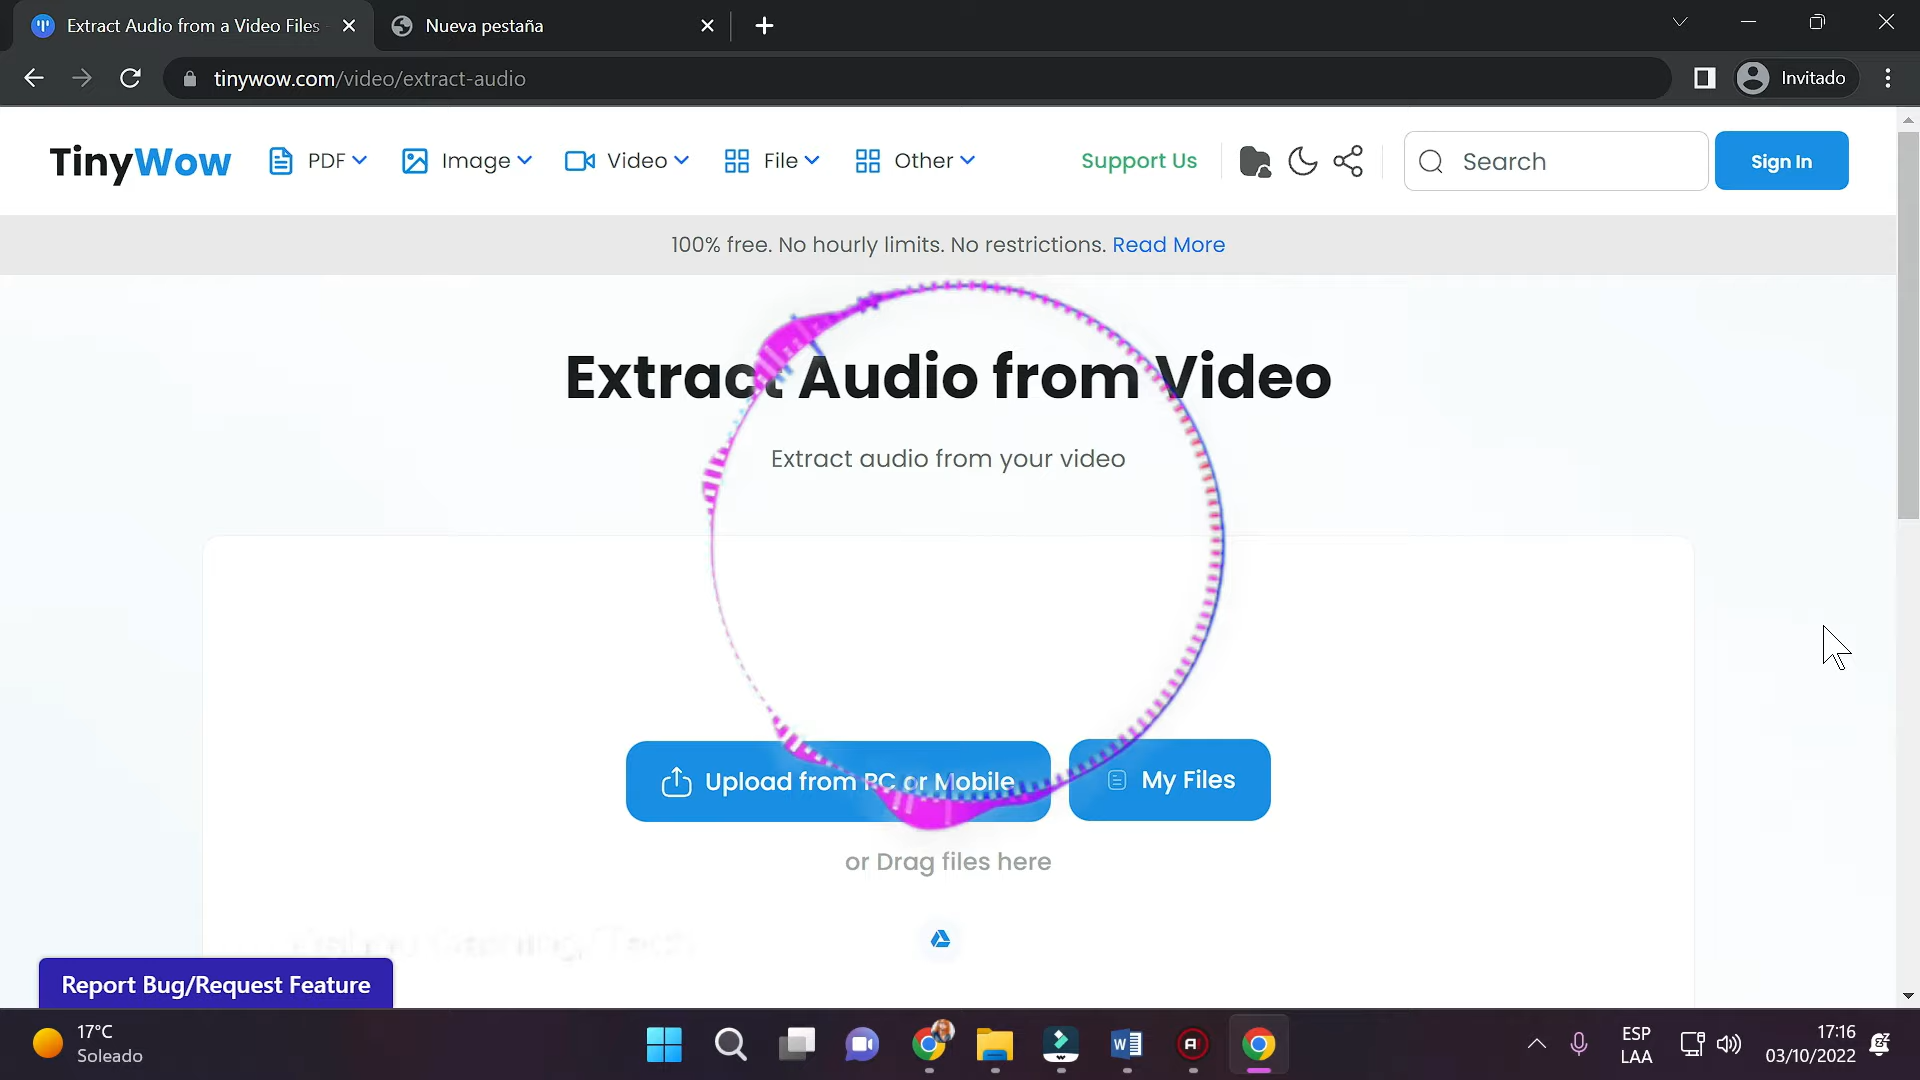 Extract Audio from a Video Files
Nueva pestaña
tinywow.com/video/extract-audio
Invitado
TinyWow
PDF
Image
Video
File
Other
Support Us
Search
Sign In
100% free. No hourly limits. No restrictions. Read More
Extract Audio from Video
Extract audio from your video
Upload from PC or Mobile
My Files
or Drag files here
Report Bug/Request Feature
17°C
Soleado
ESP
LAA
17:16
03/10/2022